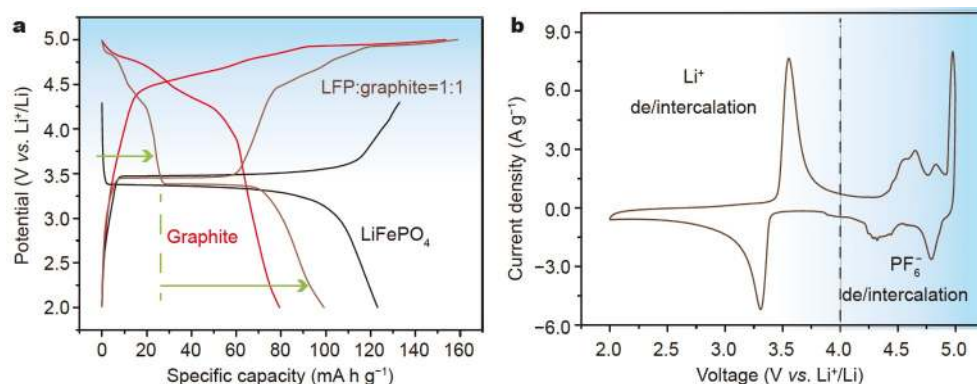 a
5.0
4.5
4.0
3.5
3.0
2.5
2.0
Potential (V vs. Li⁺/Li)
LFP:graphite=1:1
Graphite
LiFePO₄
0 20 40 60 80 100 120 140 160
Specific capacity (mA h g⁻¹)
b
9.0
6.0
3.0
0.0
−3.0
−6.0
Current density (A g⁻¹)
Li⁺
de/intercalation
PF₆⁻
de/intercalation
2.0 2.5 3.0 3.5 4.0 4.5 5.0
Voltage (V vs. Li⁺/Li)